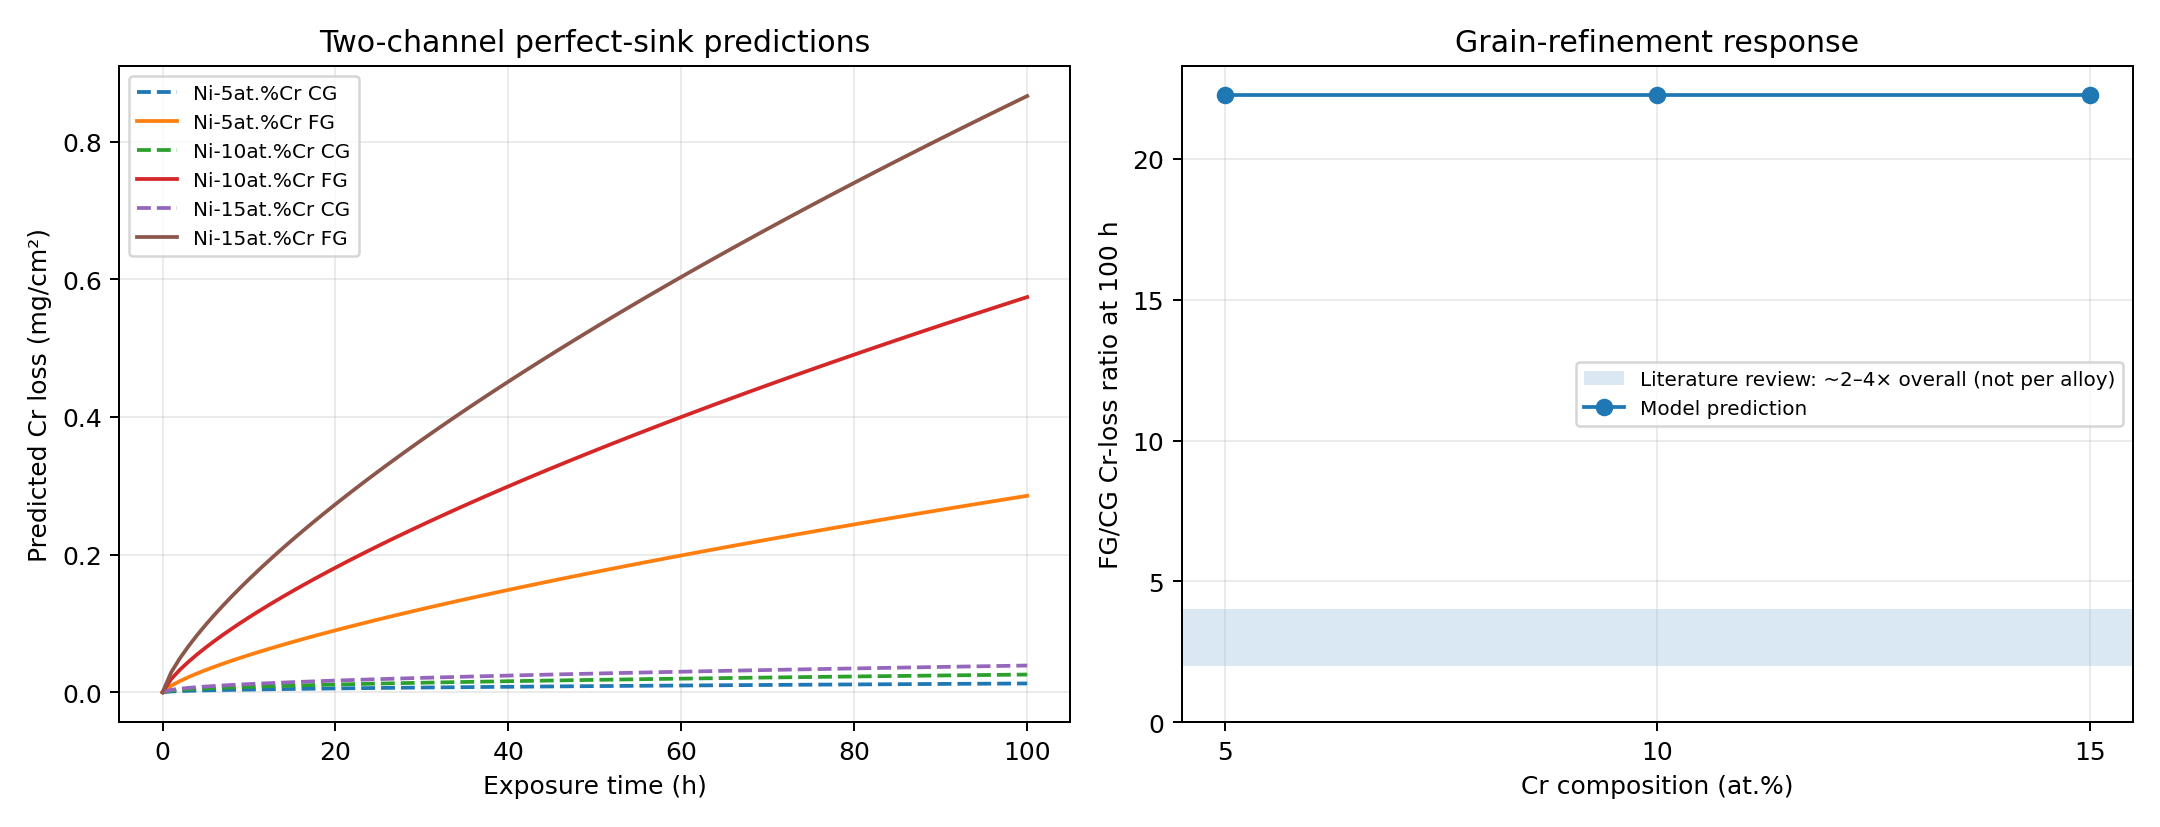 Two-channel perfect-sink predictions
Predicted Cr loss (mg/cm²)
0.8
0.6
0.4
0.2
0.0
Ni-5at.%Cr CG
Ni-5at.%Cr FG
Ni-10at.%Cr CG
Ni-10at.%Cr FG
Ni-15at.%Cr CG
Ni-15at.%Cr FG
0 20 40 60 80 100
Exposure time (h)
Grain-refinement response
FG/CG Cr-loss ratio at 100 h
20
15
10
5
0
Literature review: ~2–4× overall (not per alloy)
Model prediction
5 10 15
Cr composition (at.%)